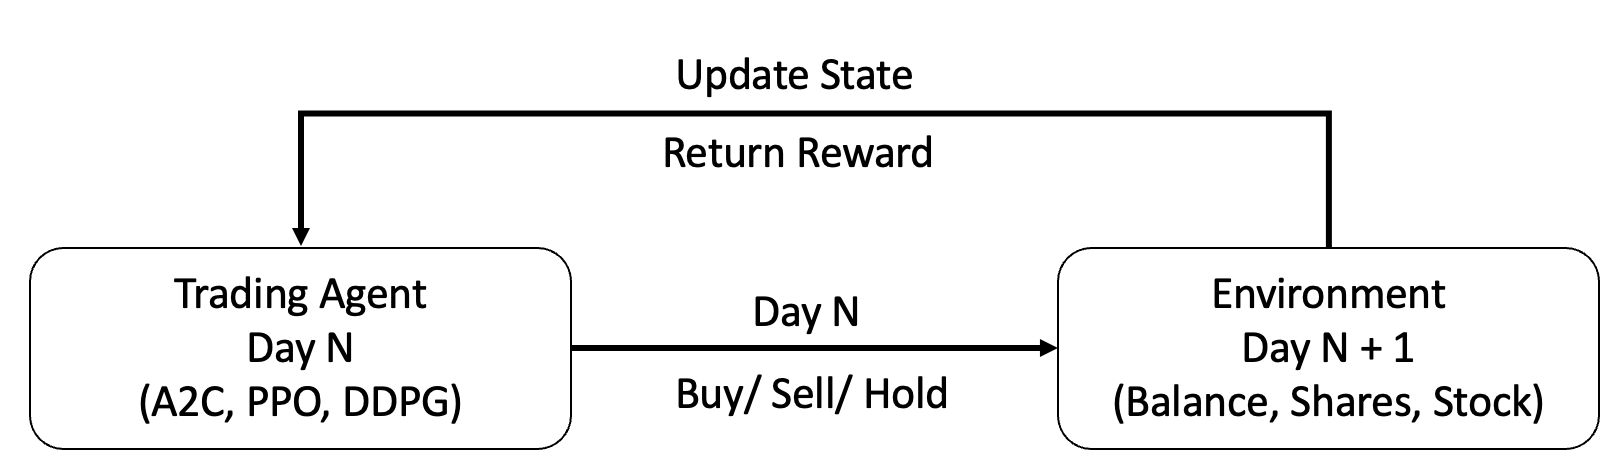 Update State
Return Reward
Trading Agent
Day N
(A2C, PPO, DDPG)
Day N
Buy/ Sell/ Hold
Environment
Day N + 1
(Balance, Shares, Stock)